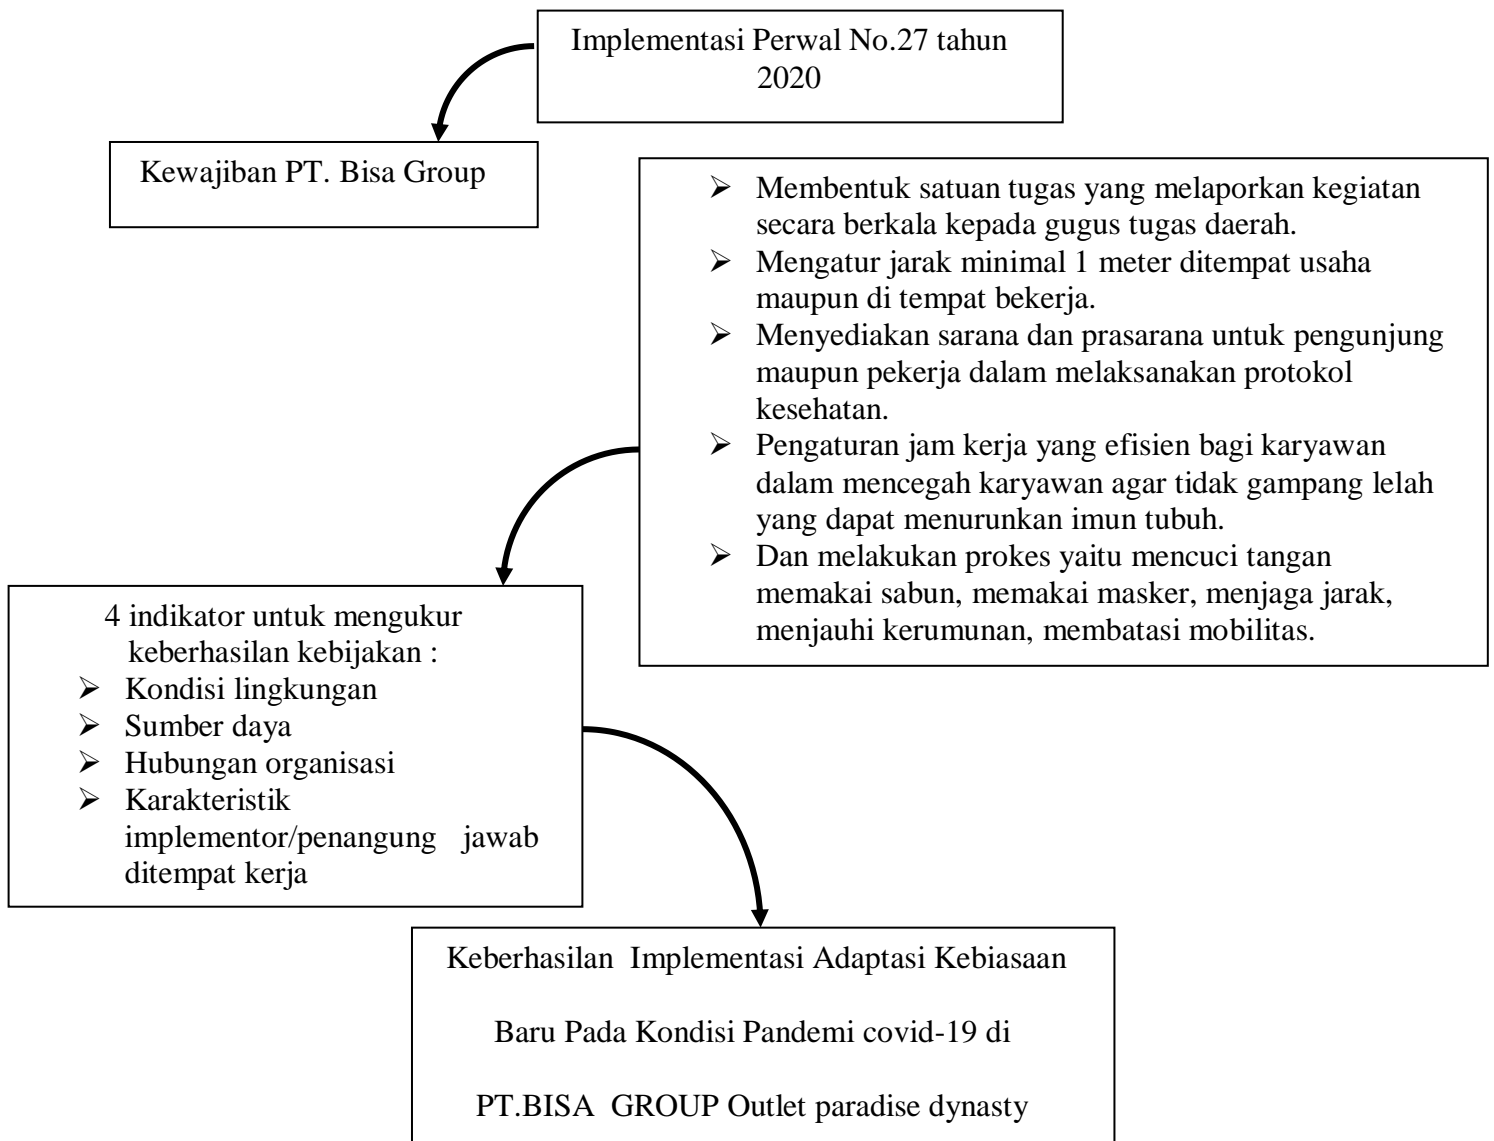 Implementasi Perwal No.27 tahun
2020
Kewajiban PT. Bisa Group
➢ Membentuk satuan tugas yang melaporkan kegiatan
secara berkala kepada gugus tugas daerah.
➢ Mengatur jarak minimal 1 meter ditempat usaha
maupun di tempat bekerja.
➢ Menyediakan sarana dan prasarana untuk pengunjung
maupun pekerja dalam melaksanakan protokol
kesehatan.
➢ Pengaturan jam kerja yang efisien bagi karyawan
dalam mencegah karyawan agar tidak gampang lelah
yang dapat menurunkan imun tubuh.
➢ Dan melakukan prokes yaitu mencuci tangan
memakai sabun, memakai masker, menjaga jarak,
menjauhi kerumunan, membatasi mobilitas.
4 indikator untuk mengukur
keberhasilan kebijakan :
➢ Kondisi lingkungan
➢ Sumber daya
➢ Hubungan organisasi
➢ Karakteristik
implementor/penangung jawab
ditempat kerja
Keberhasilan Implementasi Adaptasi Kebiasaan
Baru Pada Kondisi Pandemi covid-19 di
PT.BISA GROUP Outlet paradise dynasty